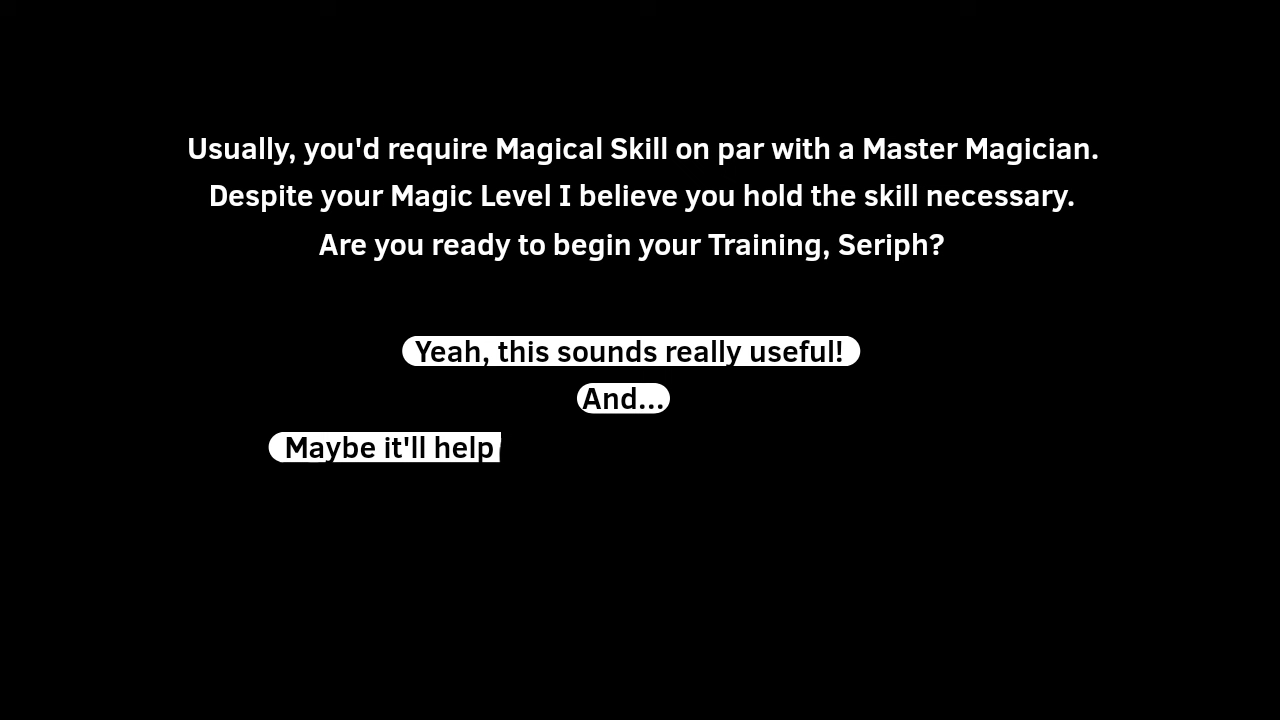 Usually, you'd require Magical Skill on par with a Master Magician.
Despite your Magic Level I believe you hold the skill necessary.
Are you ready to begin your Training, Seriph?
Yeah, this sounds really useful!
And...
Maybe it'll help